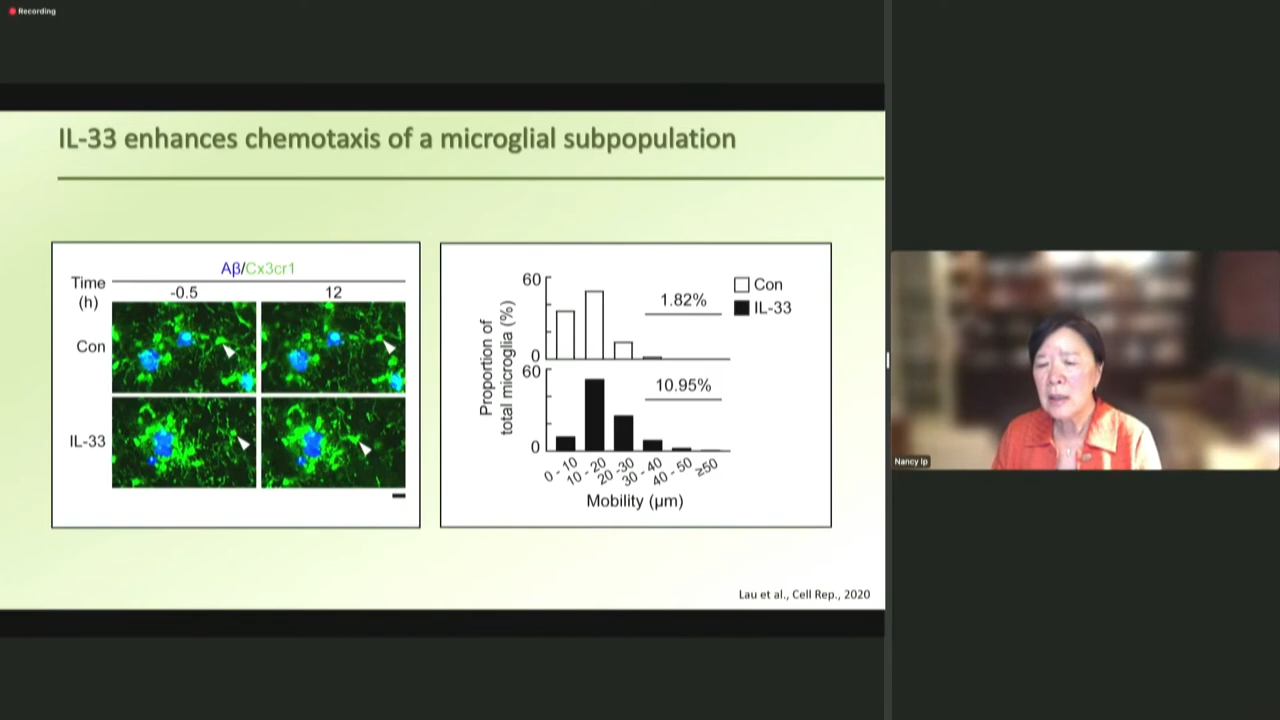 Recording
IL-33 enhances chemotaxis of a microglial subpopulation
Aβ/Cx3cr1
Time
(h)
-0.5
12
Con
IL-33
60
0
60
0
Proportion of
total microglia (%)
1.82%
10.95%
Con
IL-33
0 - 10
10 - 20
20 -30
30 - 40
40 - 50
≥50
Mobility (μm)
Lau et al., Cell Rep., 2020
Nancy Ip